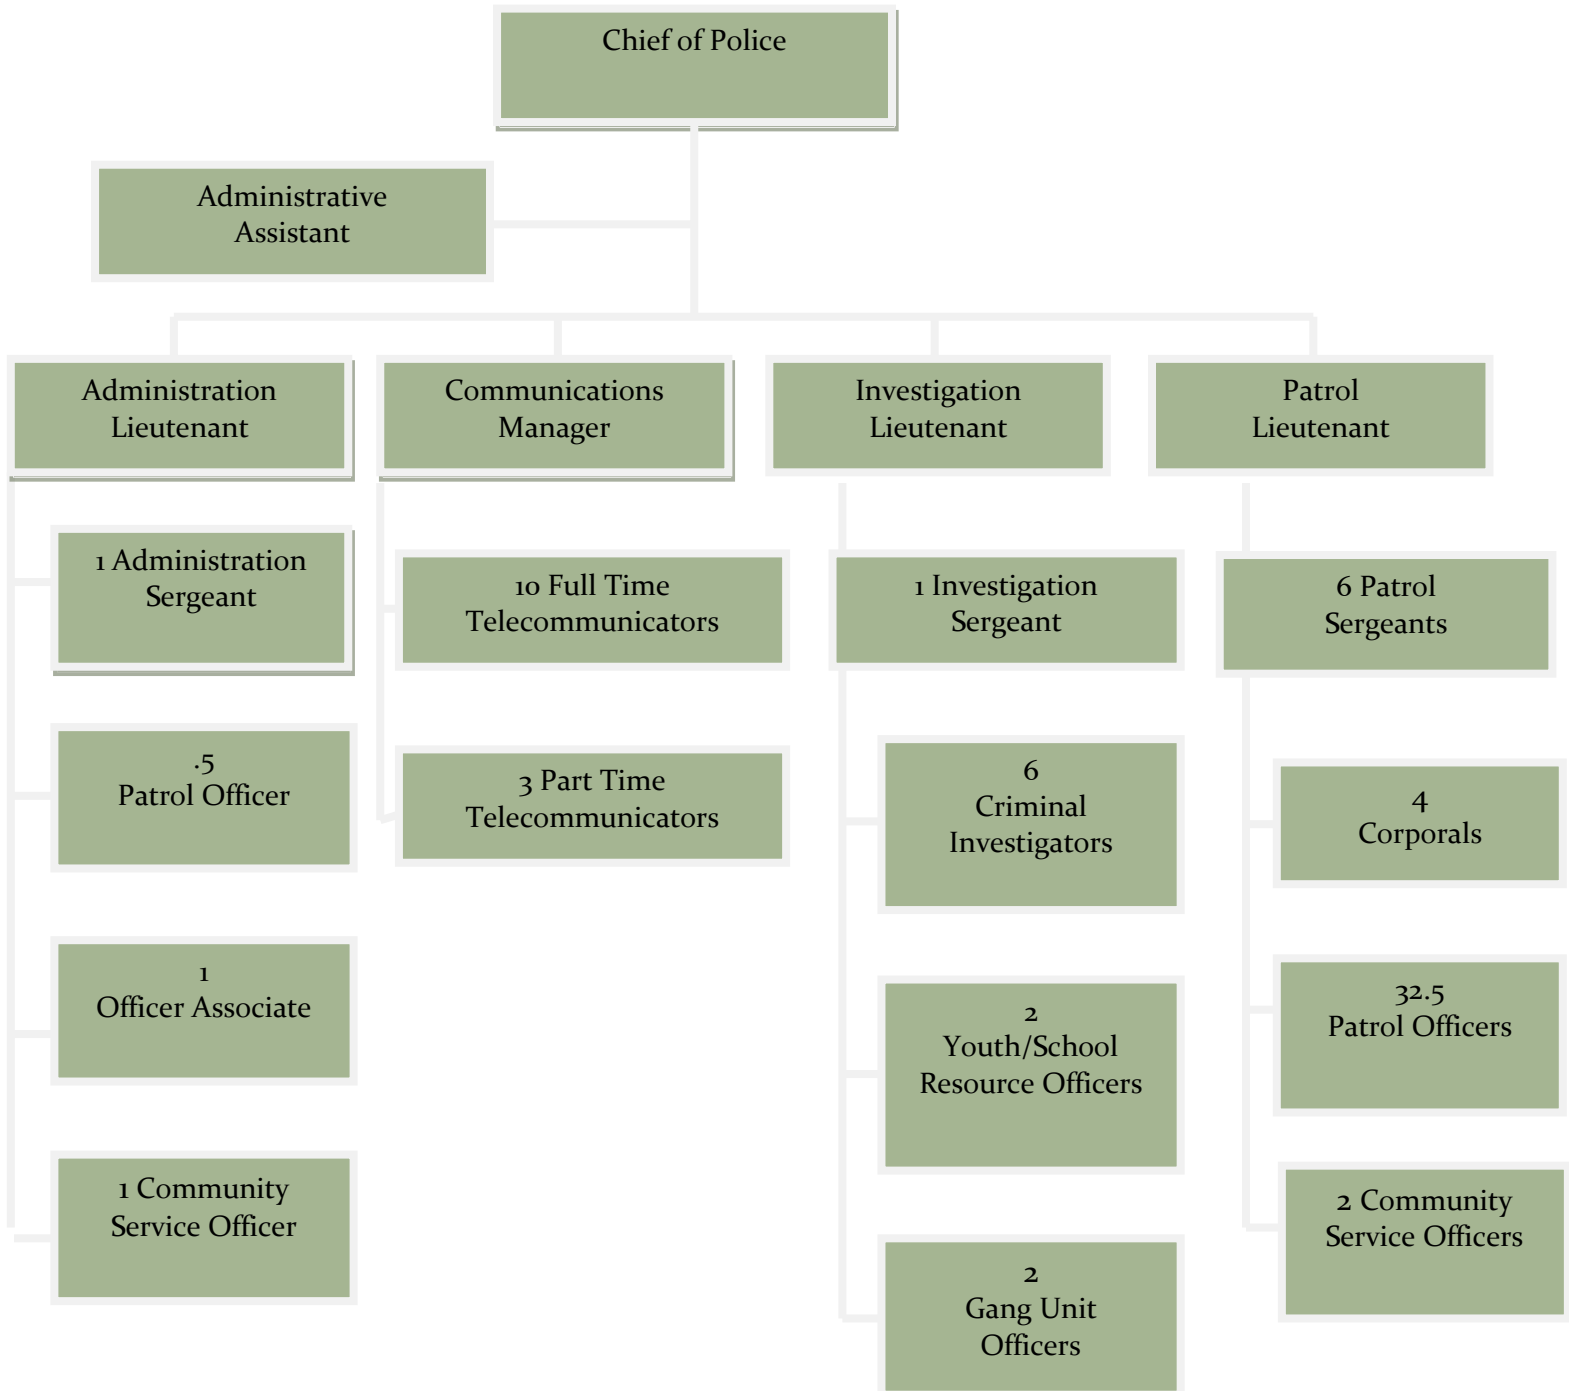 Chief of Police
Administrative
Assistant
Administration
Lieutenant
Communications
Manager
Investigation
Lieutenant
Patrol
Lieutenant
1 Administration
Sergeant
.5
Patrol Officer
1
Officer Associate
1 Community
Service Officer
10 Full Time
Telecommunicators
3 Part Time
Telecommunicators
1 Investigation
Sergeant
6
Criminal
Investigators
2
Youth/School
Resource Officers
2
Gang Unit
Officers
6 Patrol
Sergeants
4
Corporals
32.5
Patrol Officers
2 Community
Service Officers